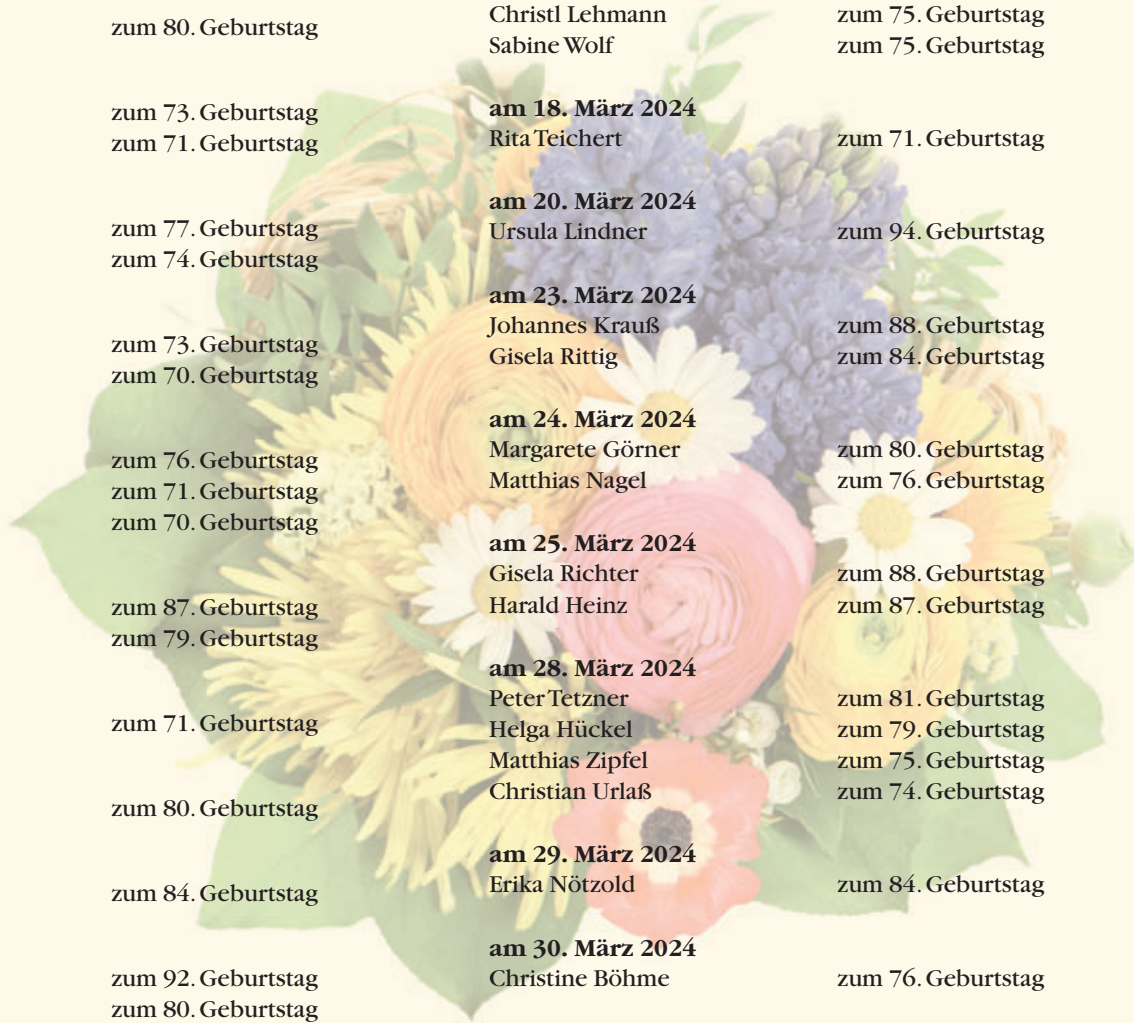 zum 80. Geburtstag
zum 73. Geburtstag
zum 71. Geburtstag
zum 77. Geburtstag
zum 74. Geburtstag
zum 73. Geburtstag
zum 70. Geburtstag
zum 76. Geburtstag
zum 71. Geburtstag
zum 70. Geburtstag
zum 87. Geburtstag
zum 79. Geburtstag
zum 71. Geburtstag
zum 80. Geburtstag
zum 84. Geburtstag
zum 92. Geburtstag
zum 80. Geburtstag
Christl Lehmann zum 75. Geburtstag
Sabine Wolf zum 75. Geburtstag
am 18. März 2024
Rita Teichert zum 71. Geburtstag
am 20. März 2024
Ursula Lindner zum 94. Geburtstag
am 23. März 2024
Johannes Krauß zum 88. Geburtstag
Gisela Rittig zum 84. Geburtstag
am 24. März 2024
Margarete Görner zum 80. Geburtstag
Matthias Nagel zum 76. Geburtstag
am 25. März 2024
Gisela Richter zum 88. Geburtstag
Harald Heinz zum 87. Geburtstag
am 28. März 2024
Peter Tetzner zum 81. Geburtstag
Helga Hückel zum 79. Geburtstag
Matthias Zipfel zum 75. Geburtstag
Christian Urlaß zum 74. Geburtstag
am 29. März 2024
Erika Nötzold zum 84. Geburtstag
am 30. März 2024
Christine Böhme zum 76. Geburtstag